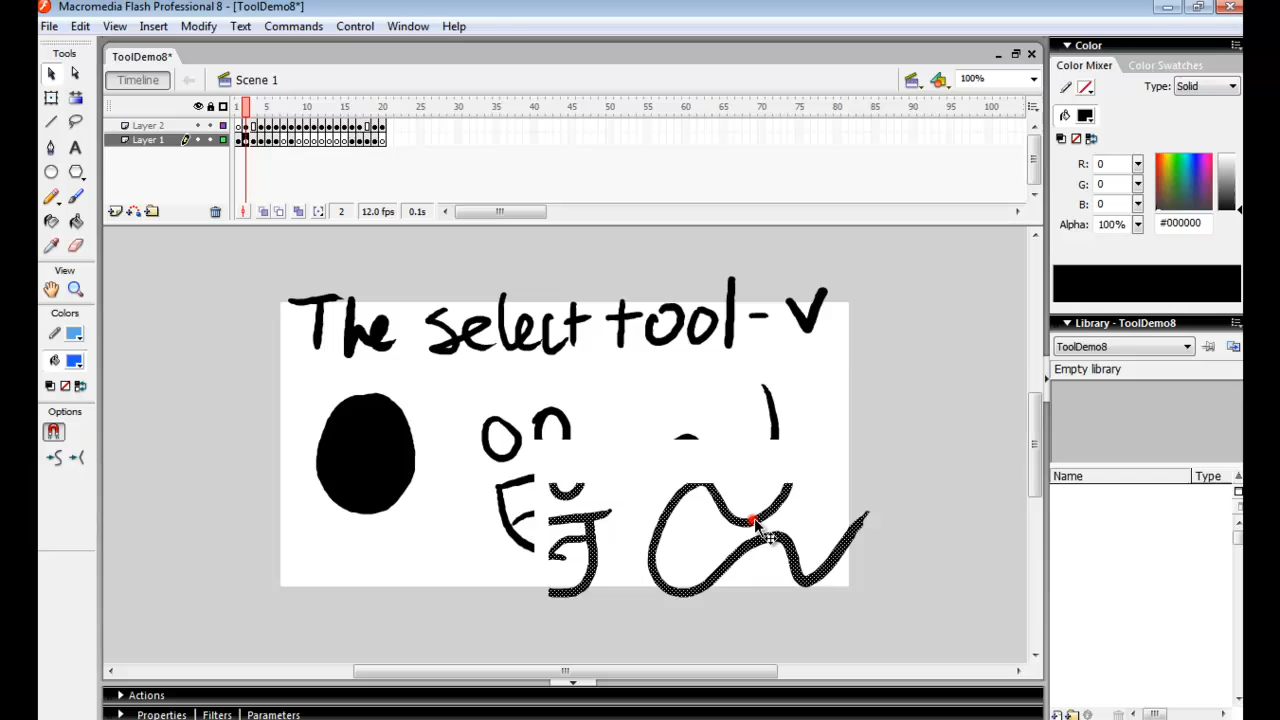 Macromedia Flash Professional 8 - [ToolDemo8*]
File Edit View Insert Modify Text Commands Control Window Help
Tools
ToolDemo8*
Timeline
Scene 1
100%
1 5 10 15 20 25 30 35 40 45 50 55 60 65 70 75 80 85 90 95 100
Layer 2
Layer 1
2 12.0 fps 0.1s
View
Colors
Options
The select tool - V
Color
Color Mixer Color Swatches
Type: Solid
R: 0
G: 0
B: 0
Alpha: 100% #000000
Library - ToolDemo8
ToolDemo8
Empty library
Name Type
Actions
Properties Filters Parameters